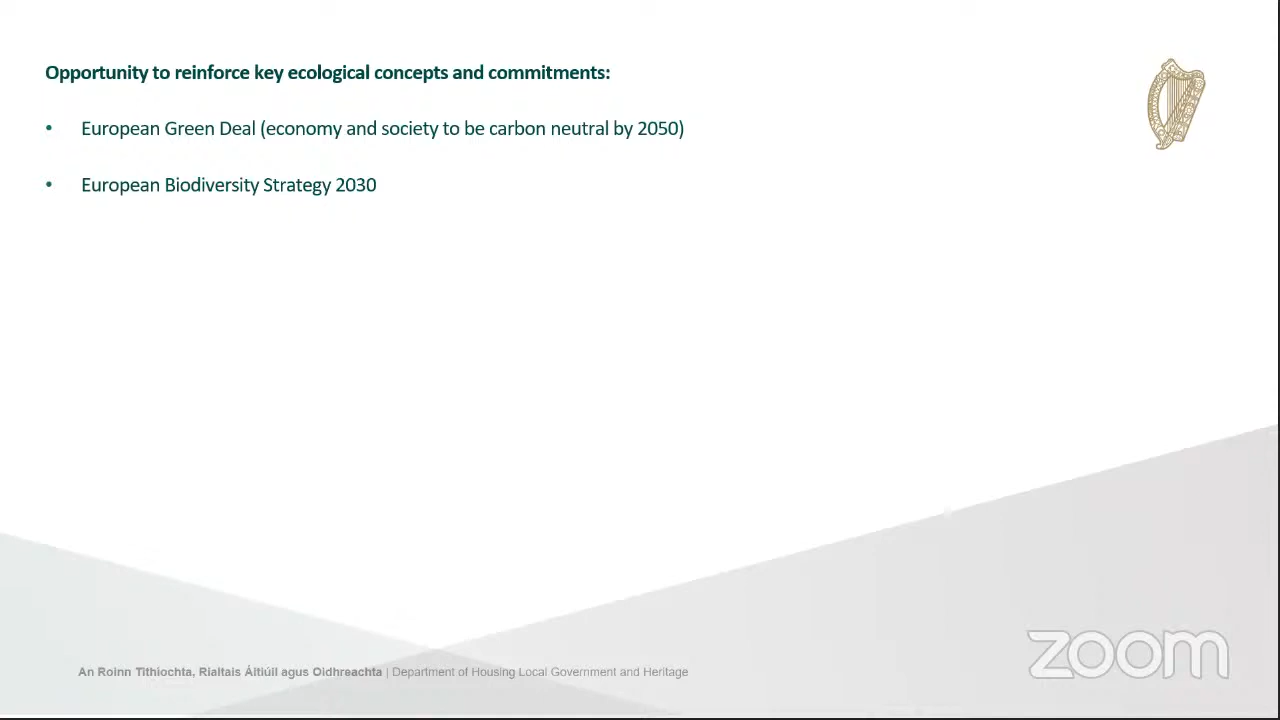 Opportunity to reinforce key ecological concepts and commitments:
• European Green Deal (economy and society to be carbon neutral by 2050)
• European Biodiversity Strategy 2030
An Roinn Tithíochta, Rialtais Áitiúil agus Oidhreachta | Department of Housing Local Government and Heritage
zoom